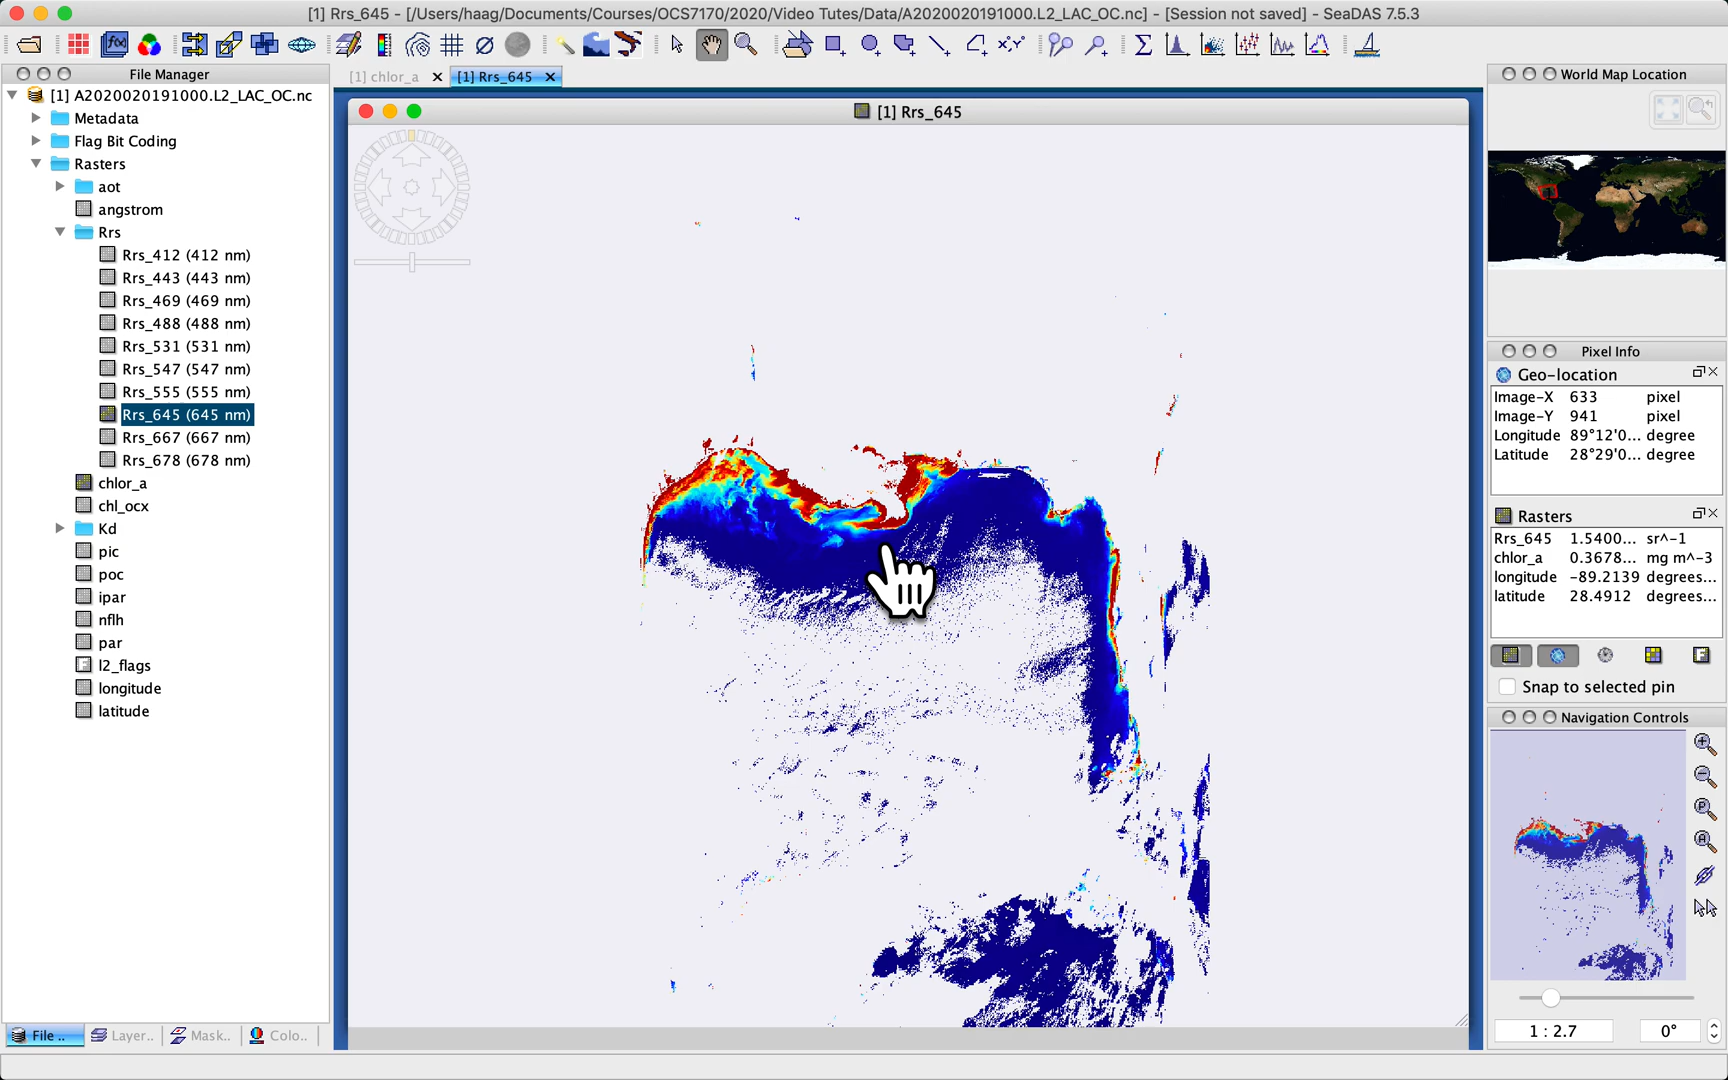 [1] Rrs_645 - [/Users/haag/Documents/Courses/OCS7170/2020/Video Tutes/Data/A2020020191000.L2_LAC_OC.nc] - [Session not saved] - SeaDAS 7.5.3
File Manager
[1] A2020020191000.L2_LAC_OC.nc
Metadata
Flag Bit Coding
Rasters
aot
angstrom
Rrs
Rrs_412 (412 nm)
Rrs_443 (443 nm)
Rrs_469 (469 nm)
Rrs_488 (488 nm)
Rrs_531 (531 nm)
Rrs_547 (547 nm)
Rrs_555 (555 nm)
Rrs_645 (645 nm)
Rrs_667 (667 nm)
Rrs_678 (678 nm)
chlor_a
chl_ocx
Kd
pic
poc
ipar
nflh
par
l2_flags
longitude
latitude
File ..
Layer..
Mask..
Colo..
[1] chlor_a
[1] Rrs_645
[1] Rrs_645
World Map Location
Pixel Info
Geo-location
Image-X 633 pixel
Image-Y 941 pixel
Longitude 89°12'0... degree
Latitude 28°29'0... degree
Rasters
Rrs_645 1.5400... sr^-1
chlor_a 0.3678... mg m^-3
longitude -89.2139 degrees...
latitude 28.4912 degrees...
Snap to selected pin
Navigation Controls
1 : 2.7
0°